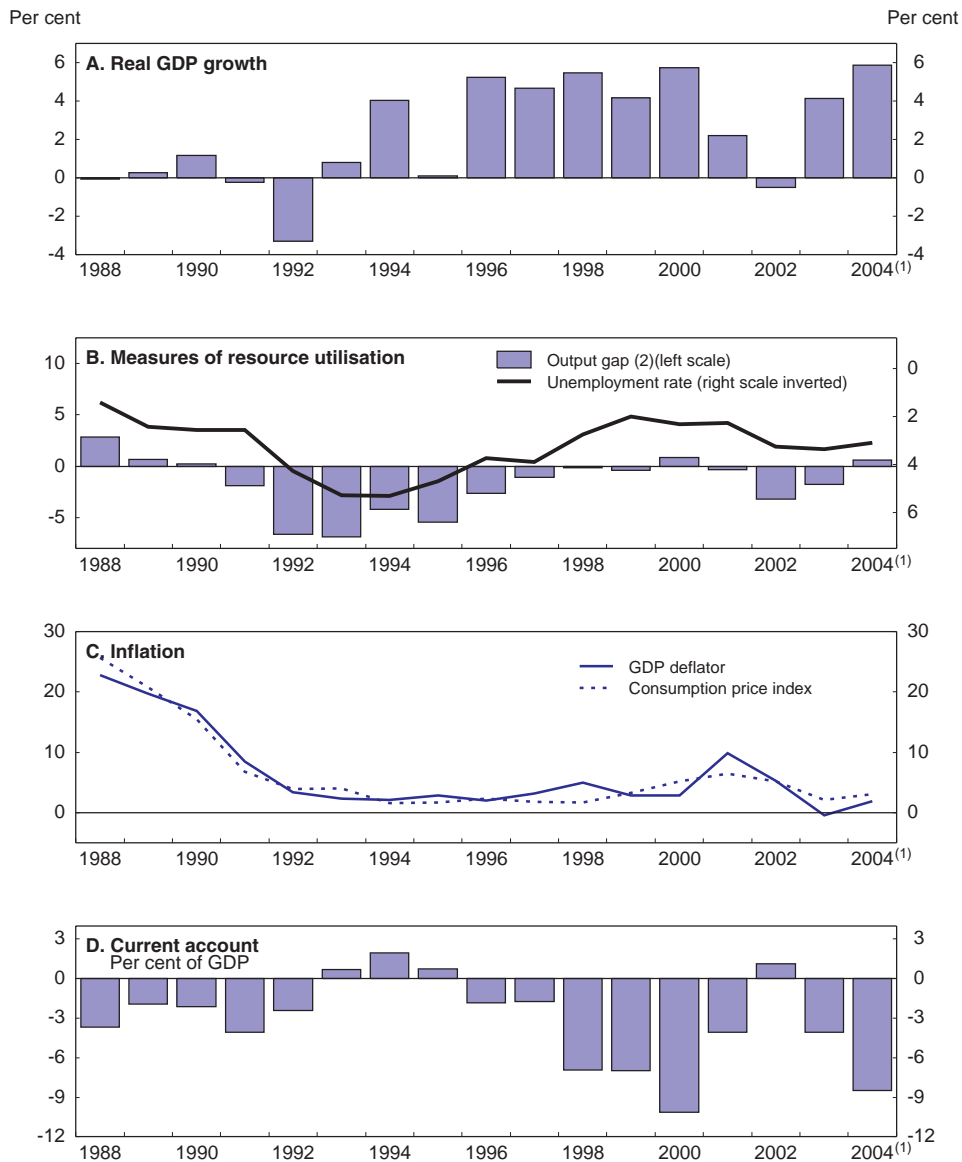 Per cent Per cent
A. Real GDP growth
6 6
4 4
2 2
0 0
-2 -2
-4 -4
1988 1990 1992 1994 1996 1998 2000 2002 2004(1)
B. Measures of resource utilisation
Output gap (2)(left scale)
Unemployment rate (right scale inverted)
10 0
5 2
0 4
-5 6
1988 1990 1992 1994 1996 1998 2000 2002 2004(1)
30 30
C. Inflation
GDP deflator
Consumption price index
20 20
10 10
0 0
1988 1990 1992 1994 1996 1998 2000 2002 2004(1)
3 3
D. Current account
Per cent of GDP
0 0
-3 -3
-6 -6
-9 -9
-12 -12
1988 1990 1992 1994 1996 1998 2000 2002 2004(1)